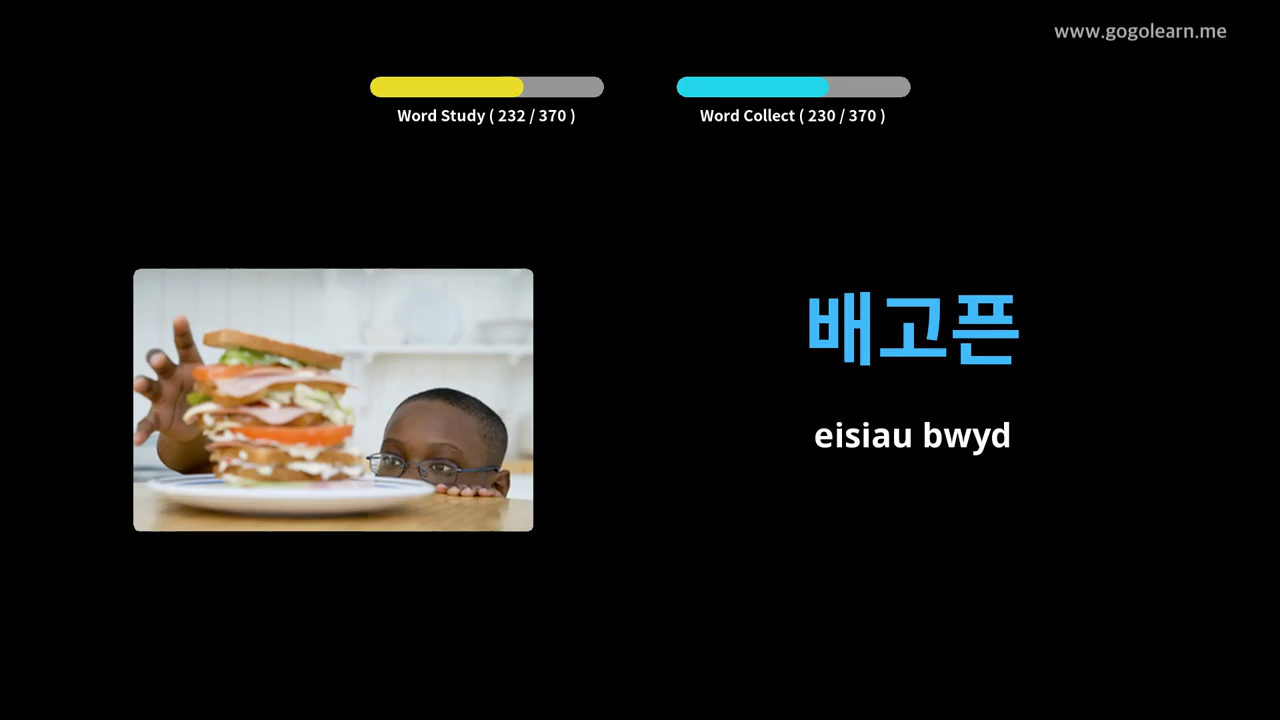 www.gogolearn.me
Word Study ( 232 / 370 )
Word Collect ( 230 / 370 )
배고픈
eisiau bwyd